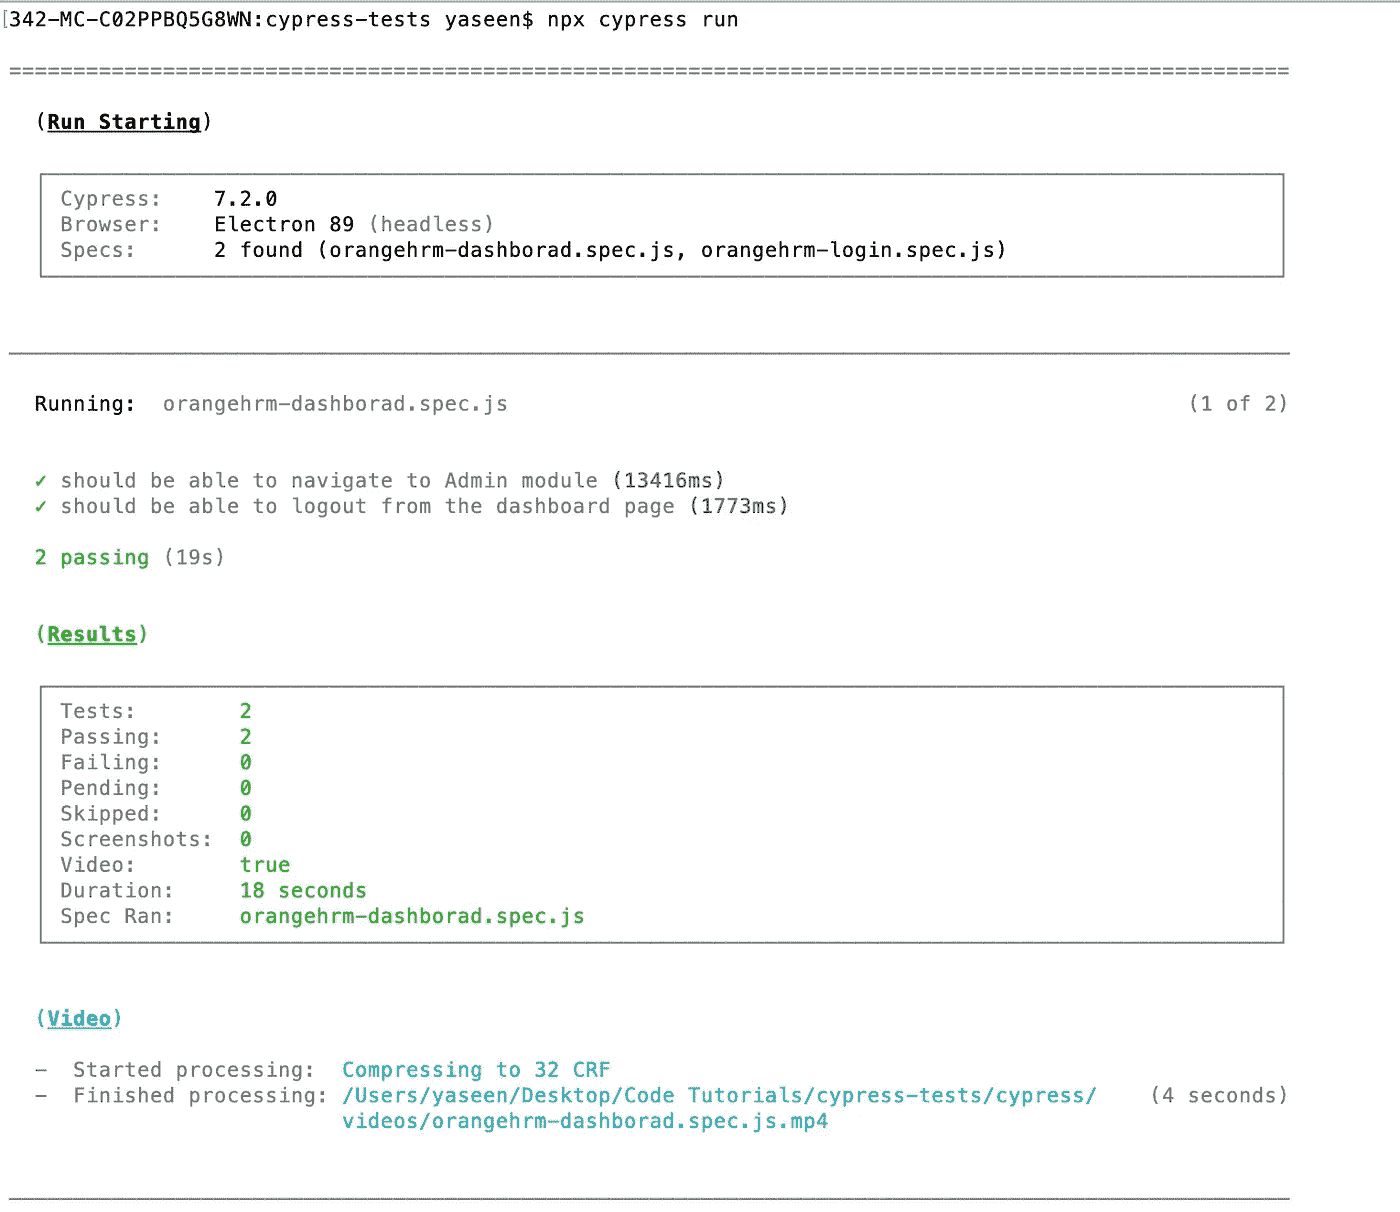 [342-MC-C02PPBQ5G8WN:cypress-tests yaseen$ npx cypress run
====================================================================================================
(Run Starting)
Cypress: 7.2.0
Browser: Electron 89 (headless)
Specs: 2 found (orangehrm-dashborad.spec.js, orangehrm-login.spec.js)
Running: orangehrm-dashborad.spec.js (1 of 2)
✓ should be able to navigate to Admin module (13416ms)
✓ should be able to logout from the dashboard page (1773ms)
2 passing (19s)
(Results)
Tests: 2
Passing: 2
Failing: 0
Pending: 0
Skipped: 0
Screenshots: 0
Video: true
Duration: 18 seconds
Spec Ran: orangehrm-dashborad.spec.js
(Video)
– Started processing: Compressing to 32 CRF
– Finished processing: /Users/yaseen/Desktop/Code Tutorials/cypress-tests/cypress/ (4 seconds)
videos/orangehrm-dashborad.spec.js.mp4